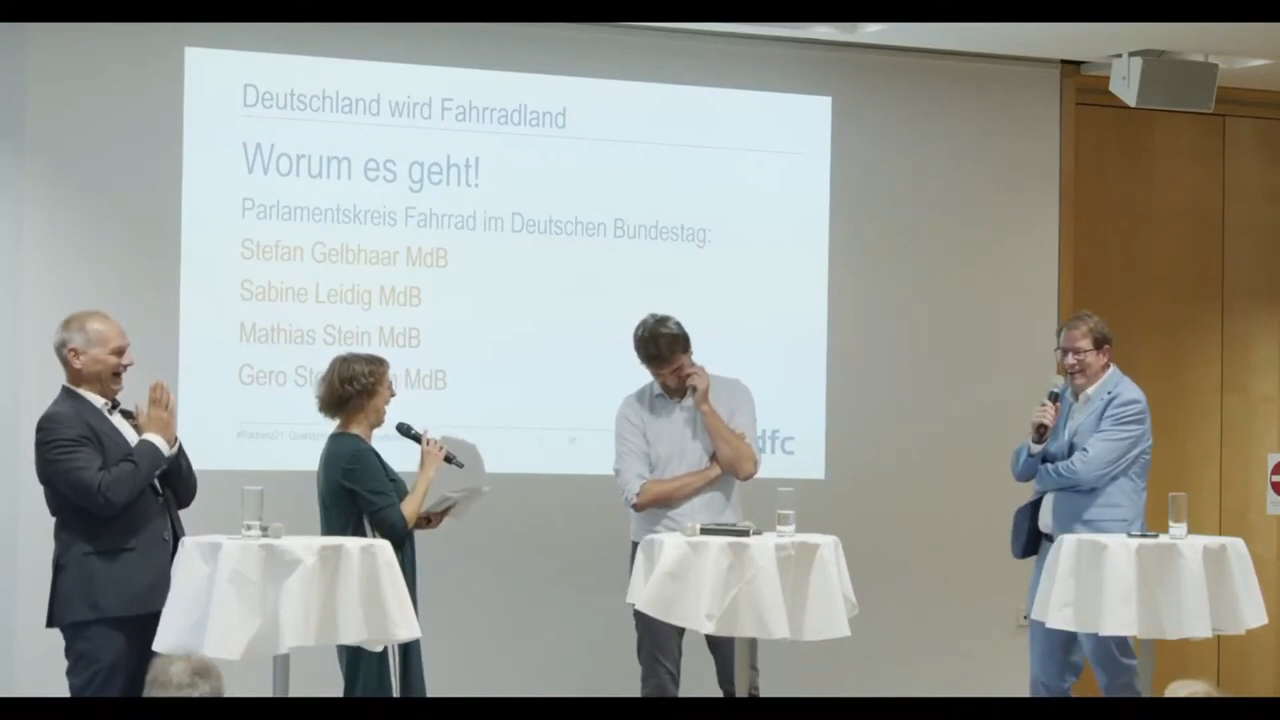 Deutschland wird Fahrradland
Worum es geht!
Parlamentskreis Fahrrad im Deutschen Bundestag:
Stefan Gelbhaar MdB
Sabine Leidig MdB
Mathias Stein MdB
Gero MdB
dfc